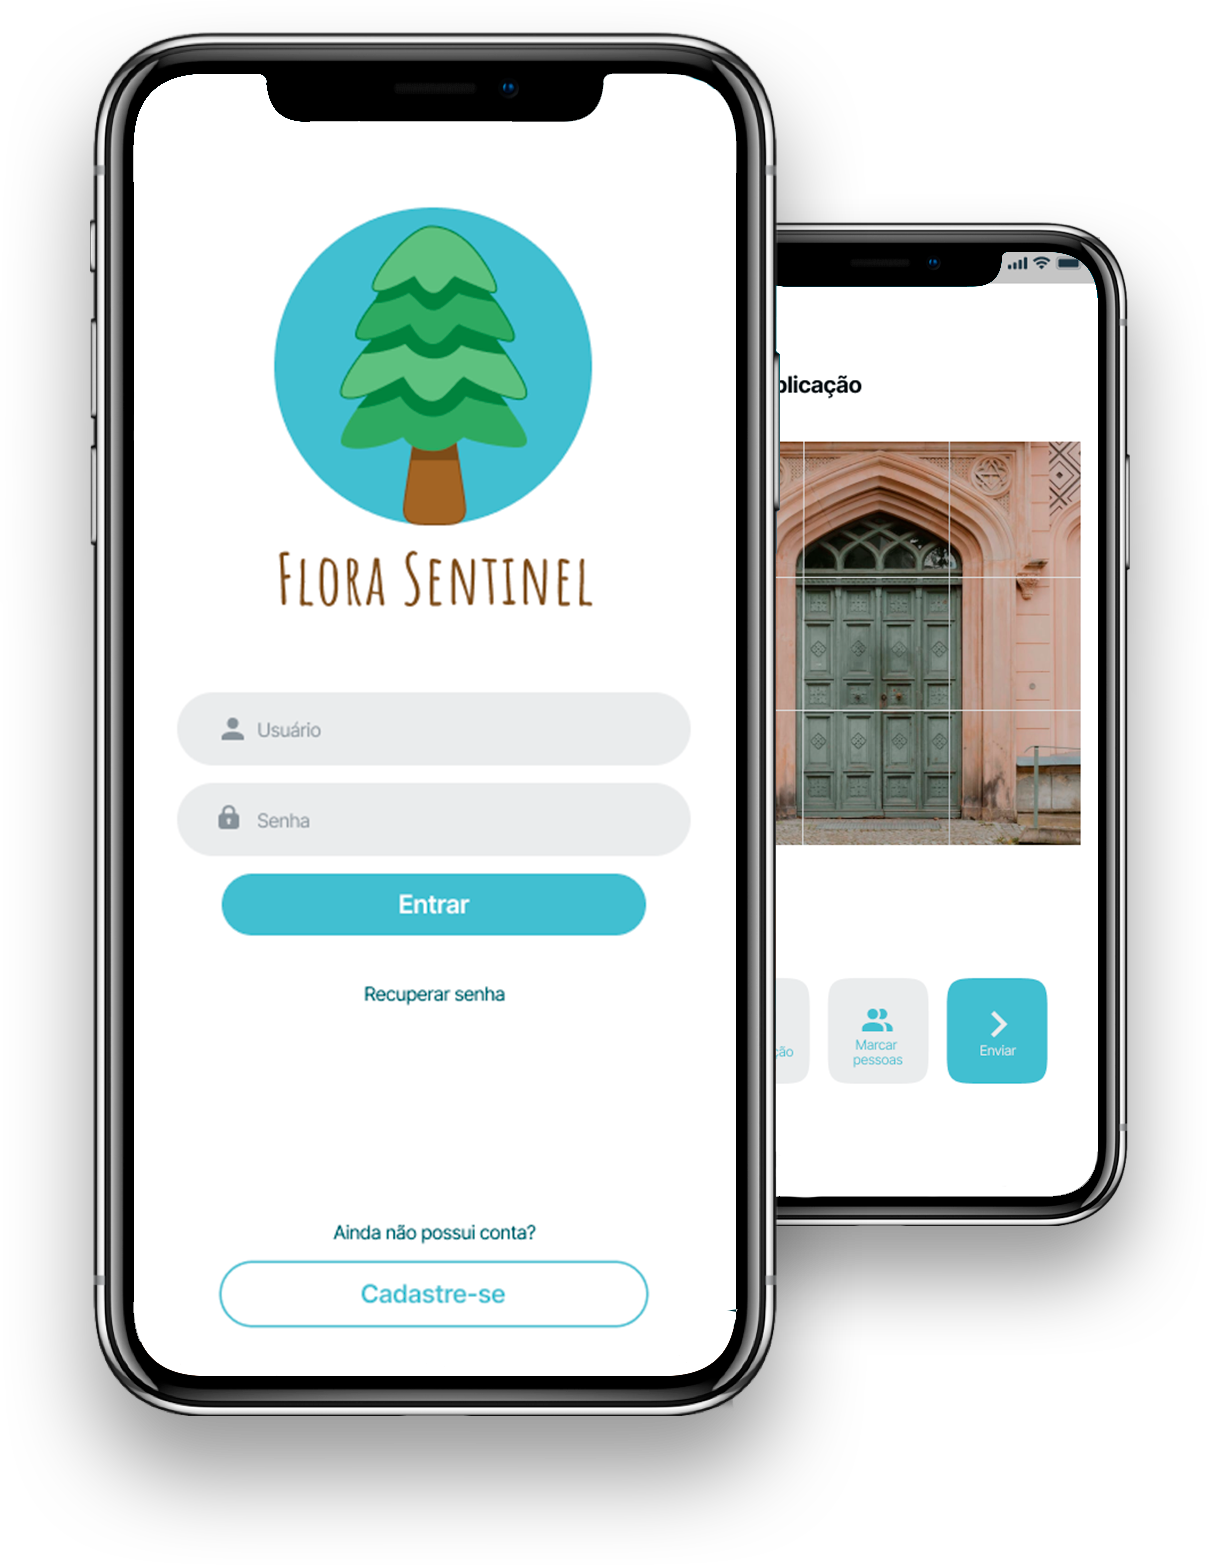 FLORA SENTINEL
Usuário
Senha
Entrar
Recuperar senha
Ainda não possui conta?
Cadastre-se
plicação
ção
Marcar
pessoas
Enviar